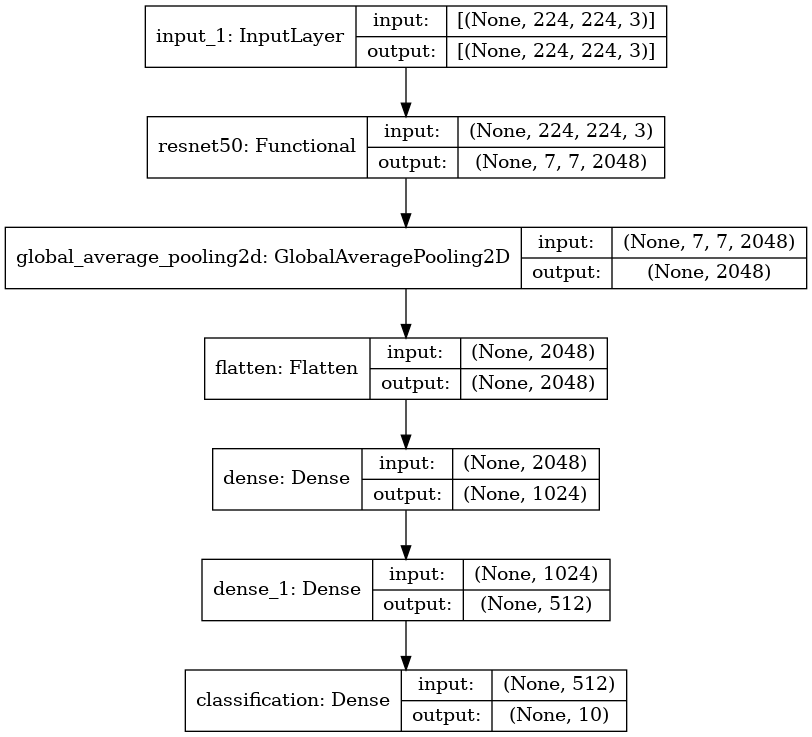 input_1: InputLayer
input: [(None, 224, 224, 3)]
output: [(None, 224, 224, 3)]
resnet50: Functional
input: (None, 224, 224, 3)
output: (None, 7, 7, 2048)
global_average_pooling2d: GlobalAveragePooling2D
input: (None, 7, 7, 2048)
output: (None, 2048)
flatten: Flatten
input: (None, 2048)
output: (None, 2048)
dense: Dense
input: (None, 2048)
output: (None, 1024)
dense_1: Dense
input: (None, 1024)
output: (None, 512)
classification: Dense
input: (None, 512)
output: (None, 10)